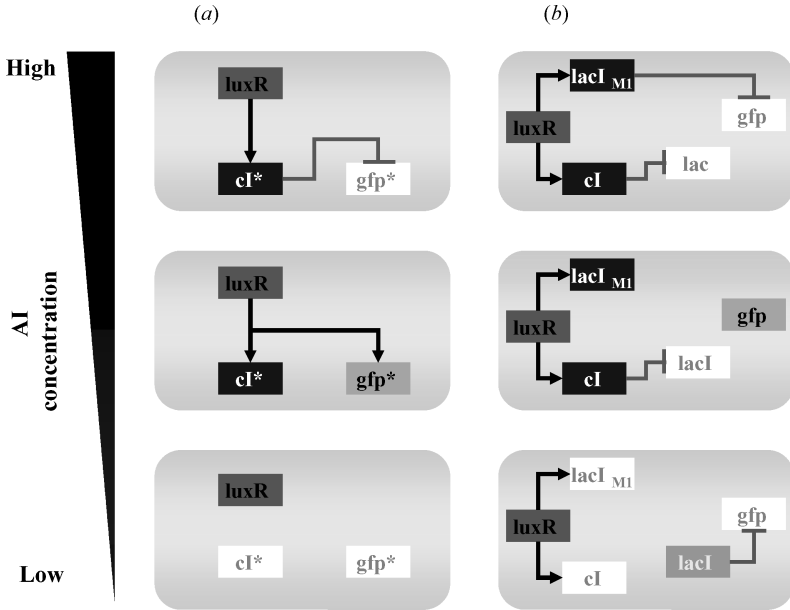 (a)
(b)
High
luxR
cI*
gfp*
lacI M1
luxR
gfp
lac
cI
AI
concentration
luxR
cI*
gfp*
lacI M1
luxR
gfp
lacI
cI
Low
luxR
cI*
gfp*
lacI M1
luxR
gfp
lacI
cI